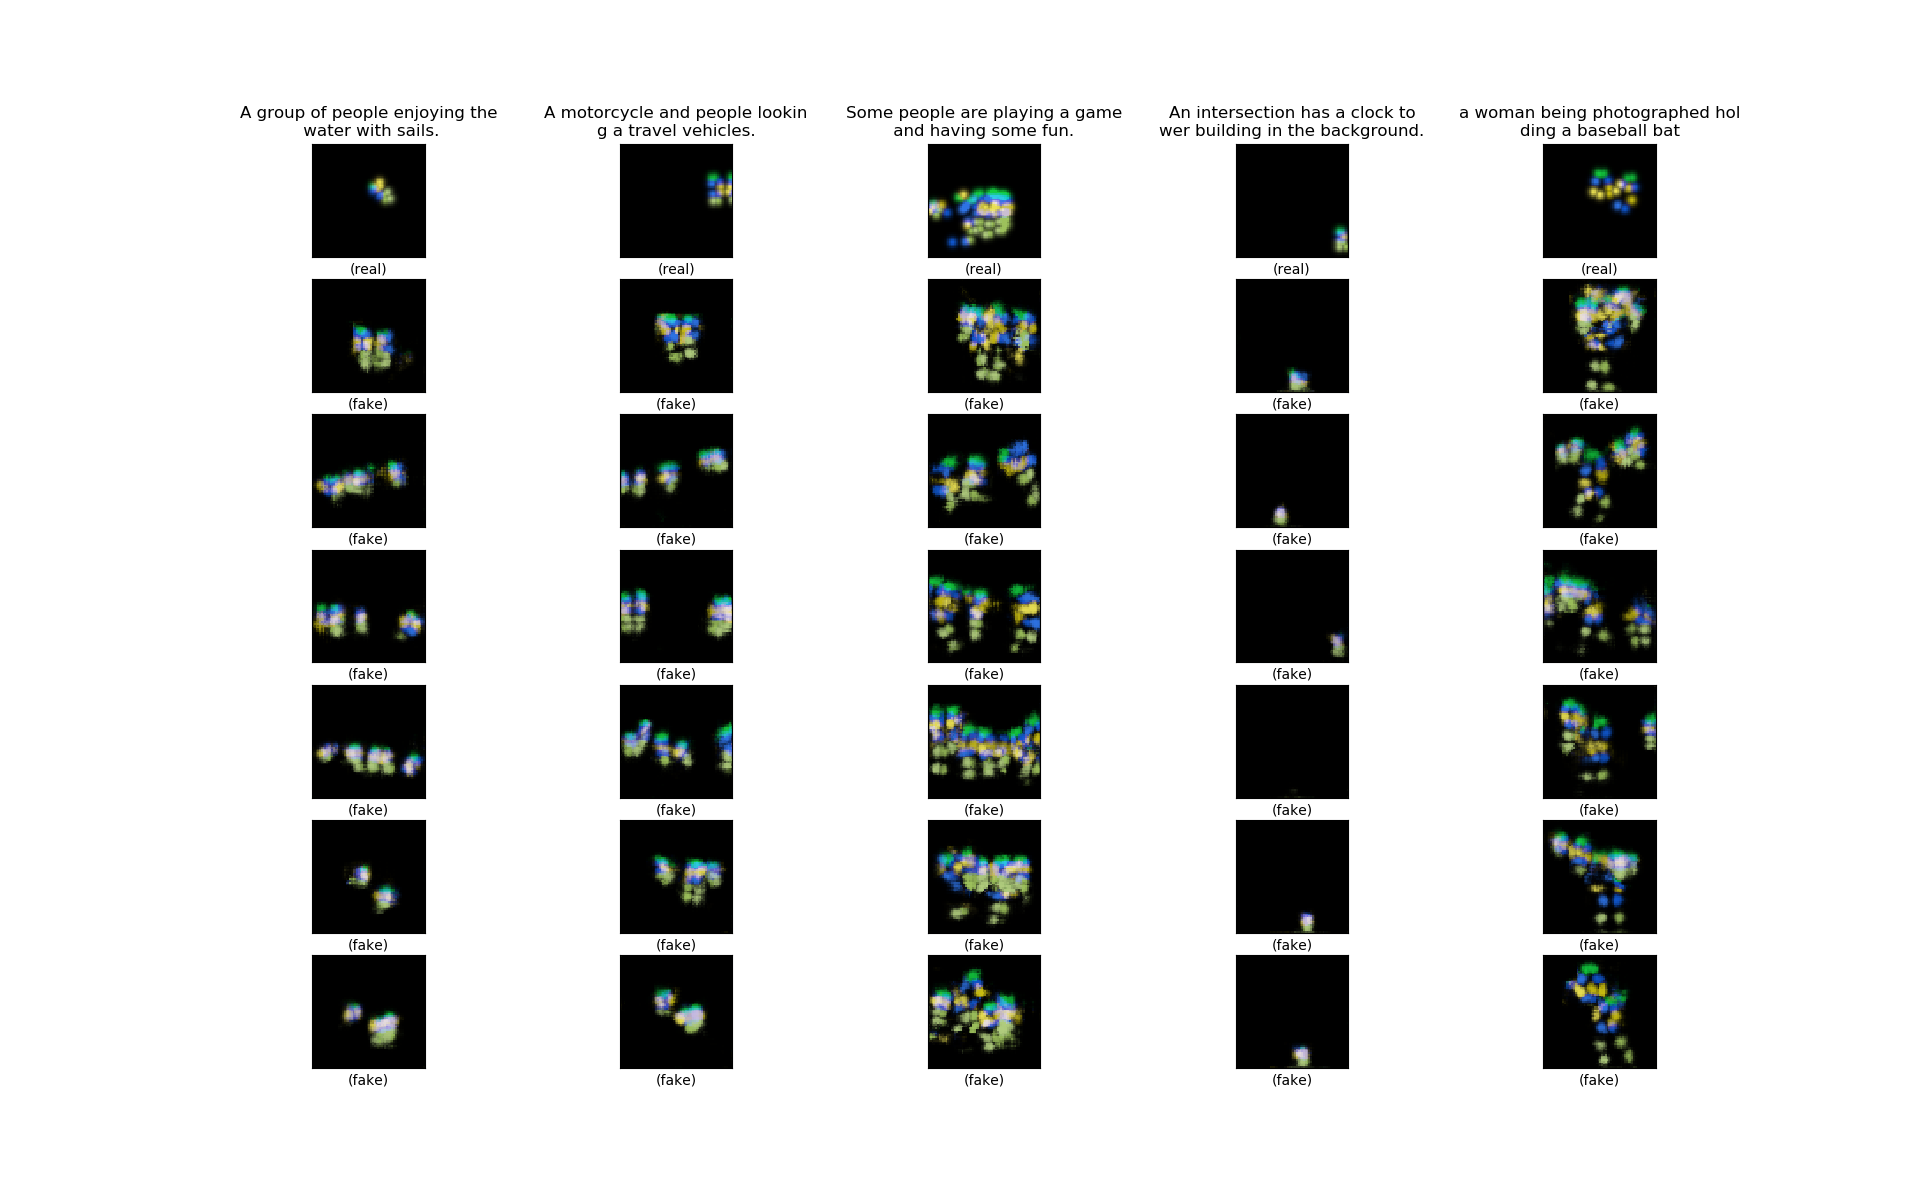 A group of people enjoying the
water with sails.
A motorcycle and people lookin
g a travel vehicles.
Some people are playing a game
and having some fun.
An intersection has a clock to
wer building in the background.
a woman being photographed hol
ding a baseball bat
(real) (real) (real) (real) (real)
(fake) (fake) (fake) (fake) (fake)
(fake) (fake) (fake) (fake) (fake)
(fake) (fake) (fake) (fake) (fake)
(fake) (fake) (fake) (fake) (fake)
(fake) (fake) (fake) (fake) (fake)
(fake) (fake) (fake) (fake) (fake)